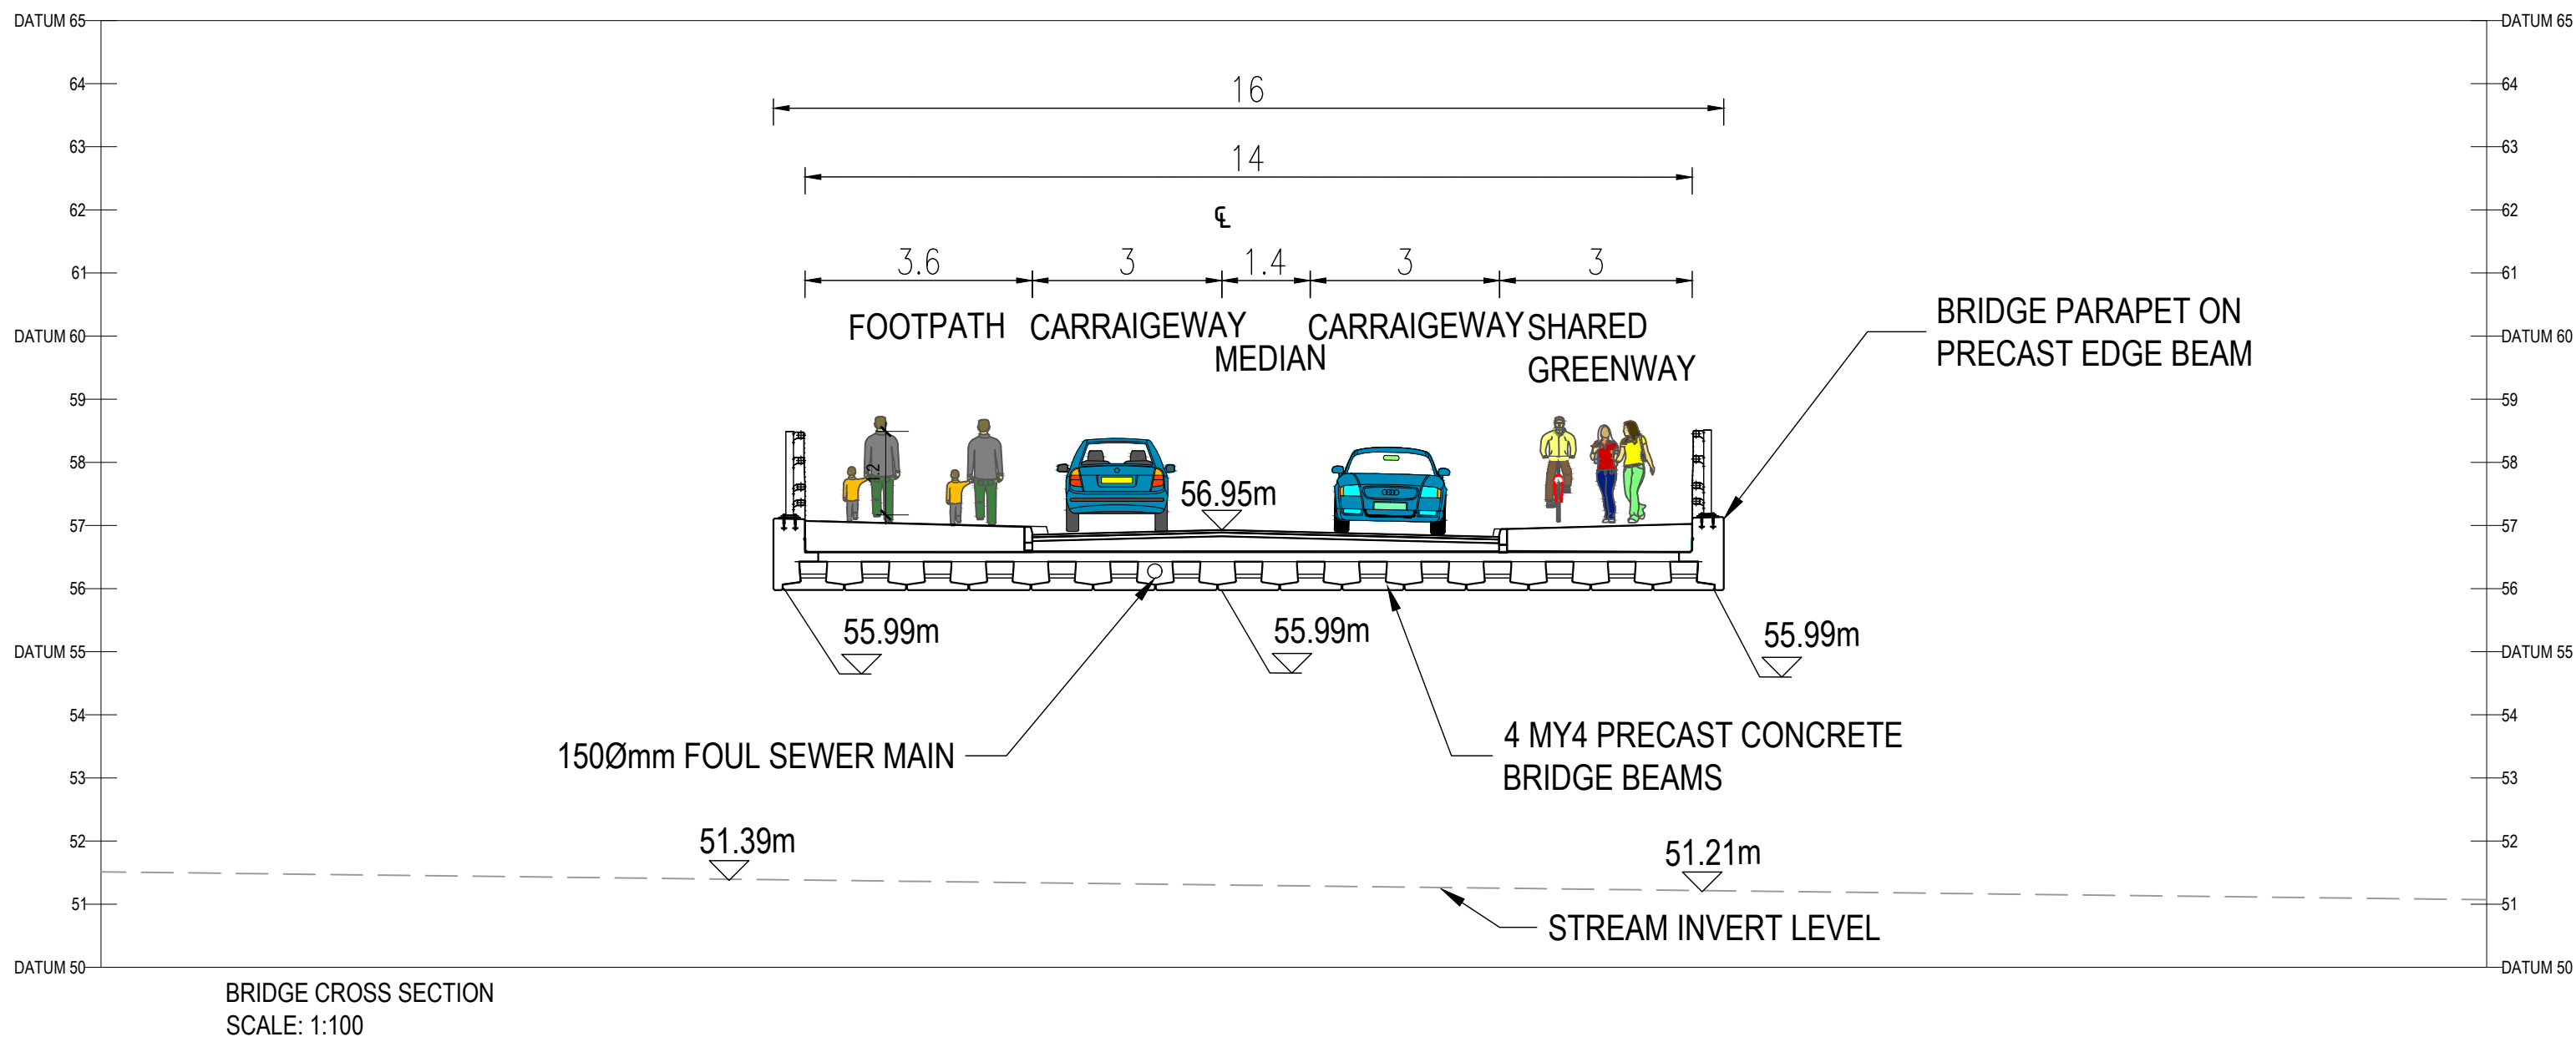 DATUM 65
DATUM 65
64
64
16
63
63
14
62
62
℄
61
3.6
3
1.4
3
3
61
DATUM 60
FOOTPATH
CARRAIGEWAY
MEDIAN
CARRAIGEWAY
SHARED
GREENWAY
BRIDGE PARAPET ON
PRECAST EDGE BEAM
DATUM 60
59
59
58
1.2
58
56.95m
57
57
56
56
55.99m
55.99m
55.99m
DATUM 55
DATUM 55
54
54
150Ømm FOUL SEWER MAIN
4 MY4 PRECAST CONCRETE
BRIDGE BEAMS
53
53
52
51.39m
51.21m
52
51
51
STREAM INVERT LEVEL
DATUM 50
DATUM 50
BRIDGE CROSS SECTION
SCALE: 1:100